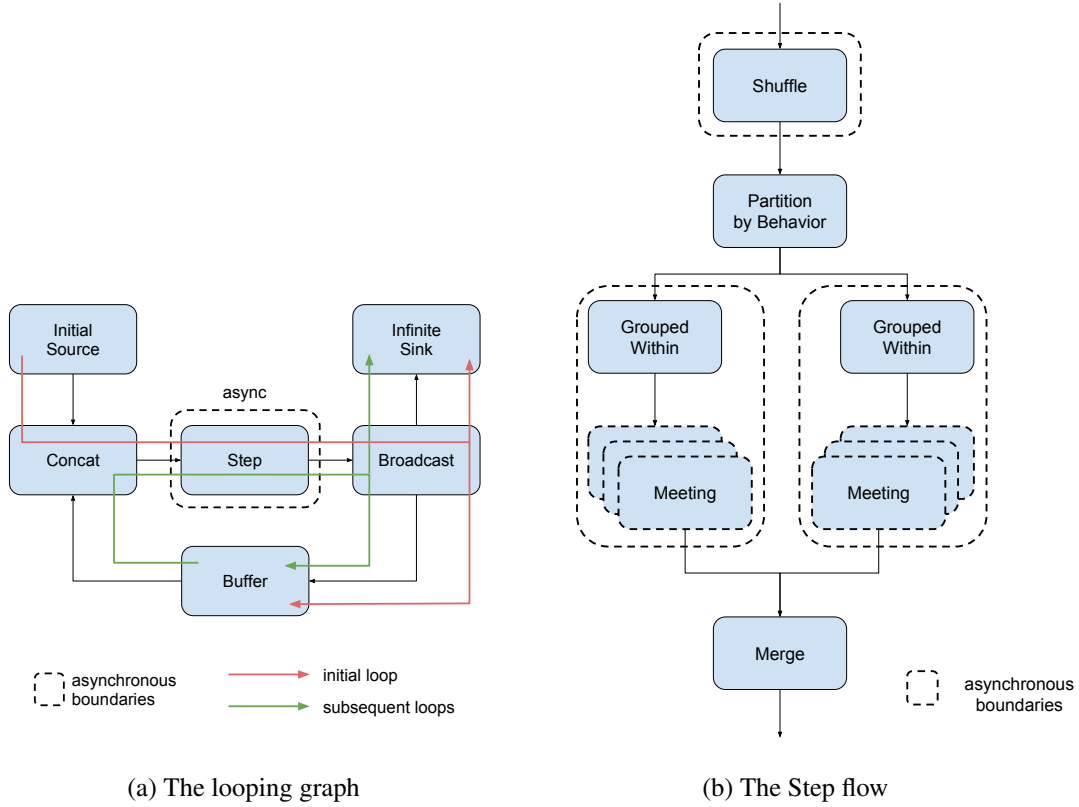 Initial
Source
Infinite
Sink
async
Concat
Step
Broadcast
Buffer
asynchronous
boundaries
initial loop
subsequent loops
(a) The looping graph
Shuffle
Partition
by Behavior
Grouped
Within
Grouped
Within
Meeting
Meeting
Merge
asynchronous
boundaries
(b) The Step flow